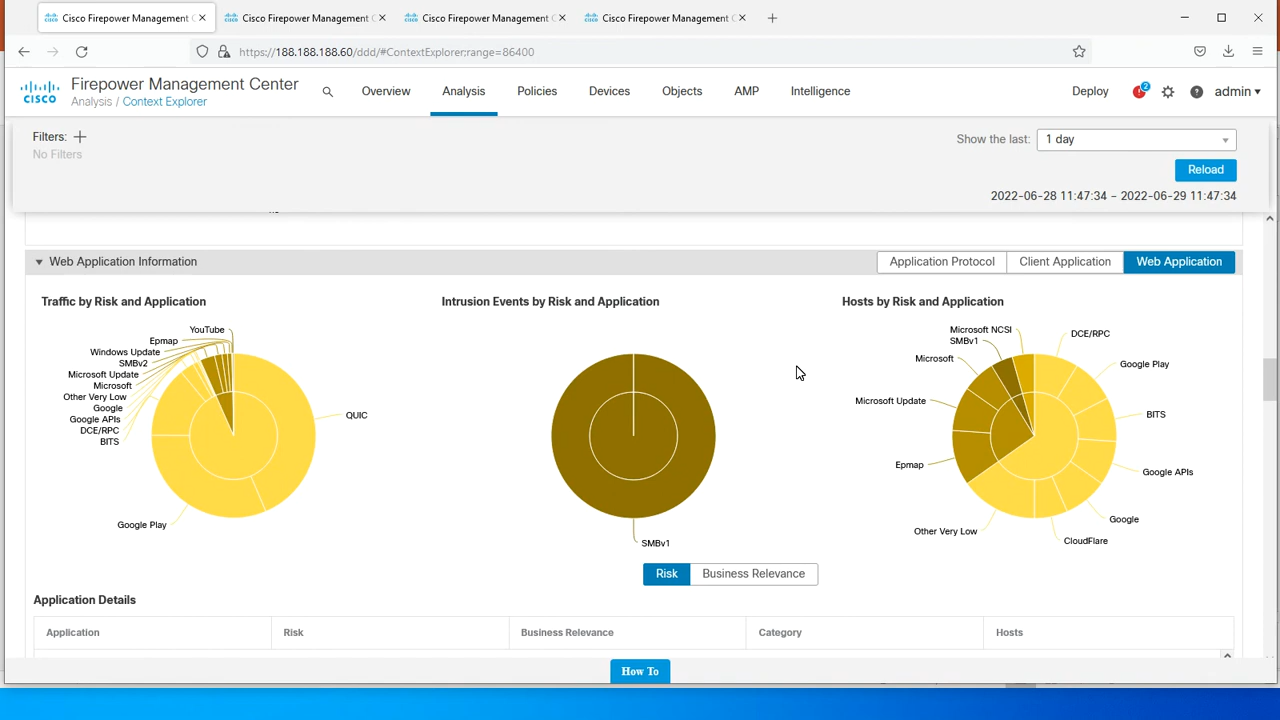 Cisco Firepower Management C
Cisco Firepower Management C
Cisco Firepower Management C
Cisco Firepower Management C
https://188.188.188.60/ddd/#ContextExplorer;range=86400
CISCO
Firepower Management Center
Analysis / Context Explorer
Overview
Analysis
Policies
Devices
Objects
AMP
Intelligence
Deploy
2
admin
Filters:
No Filters
Show the last:
1 day
Reload
2022-06-28 11:47:34 - 2022-06-29 11:47:34
Web Application Information
Application Protocol
Client Application
Web Application
Traffic by Risk and Application
YouTube
Epmap
Windows Update
SMBv2
Microsoft Update
Microsoft
Other Very Low
Google
Google APIs
DCE/RPC
BITS
QUIC
Google Play
Intrusion Events by Risk and Application
SMBv1
Hosts by Risk and Application
Microsoft NCSI
SMBv1
Microsoft
Microsoft Update
Epmap
Other Very Low
DCE/RPC
Google Play
BITS
Google APIs
Google
CloudFlare
Risk
Business Relevance
Application Details
Application
Risk
Business Relevance
Category
Hosts
How To